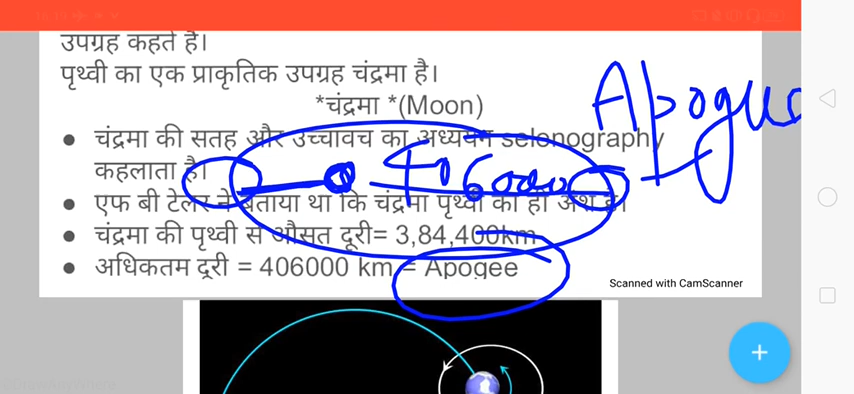 उपग्रह कहते है।
पृथ्वी का एक प्राकृतिक उपग्रह चंद्रमा है।
*चंद्रमा *(Moon)
Apogee
चंद्रमा की सतह और उच्चावच का अध्ययन selonography
कहलाता है।
406000
एफ बी टेलर ने बताया था कि चंद्रमा पृथ्वी का ही अंश है।
चंद्रमा की पृथ्वी से औसत दूरी= 3,84,400km
अधिकतम दूरी = 406000 km = Apogee
Scanned with CamScanner